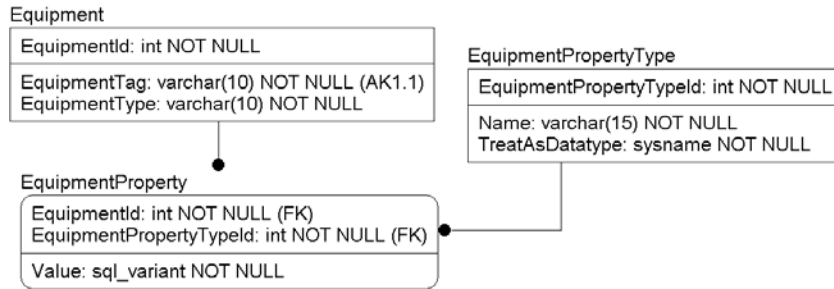 Equipment
EquipmentId: int NOT NULL
EquipmentTag: varchar(10) NOT NULL (AK1.1)
EquipmentType: varchar(10) NOT NULL
EquipmentPropertyType
EquipmentPropertyTypeId: int NOT NULL
Name: varchar(15) NOT NULL
TreatAsDatatype: sysname NOT NULL
EquipmentProperty
EquipmentId: int NOT NULL (FK)
EquipmentPropertyTypeId: int NOT NULL (FK)
Value: sql_variant NOT NULL